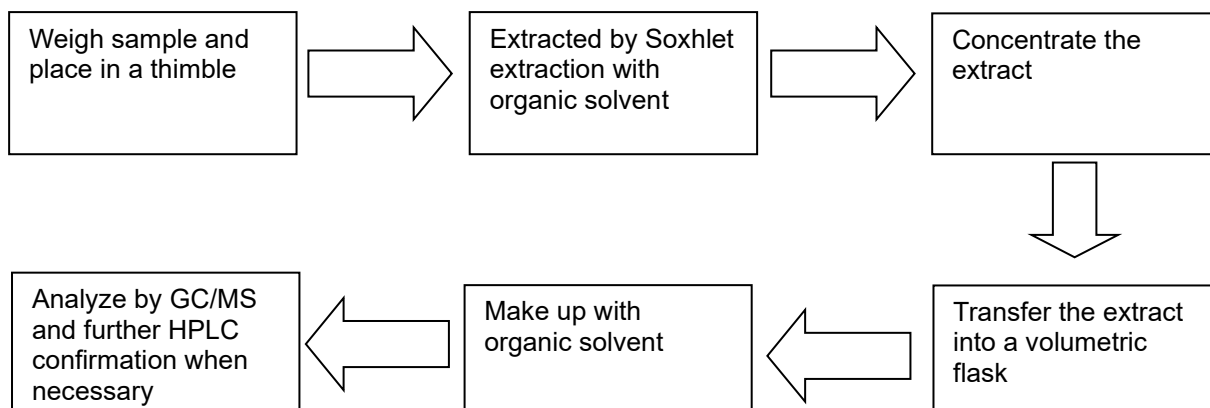 Weigh sample and
place in a thimble
Extracted by Soxhlet
extraction with
organic solvent
Concentrate the
extract
Transfer the extract
into a volumetric
flask
Make up with
organic solvent
Analyze by GC/MS
and further HPLC
confirmation when
necessary